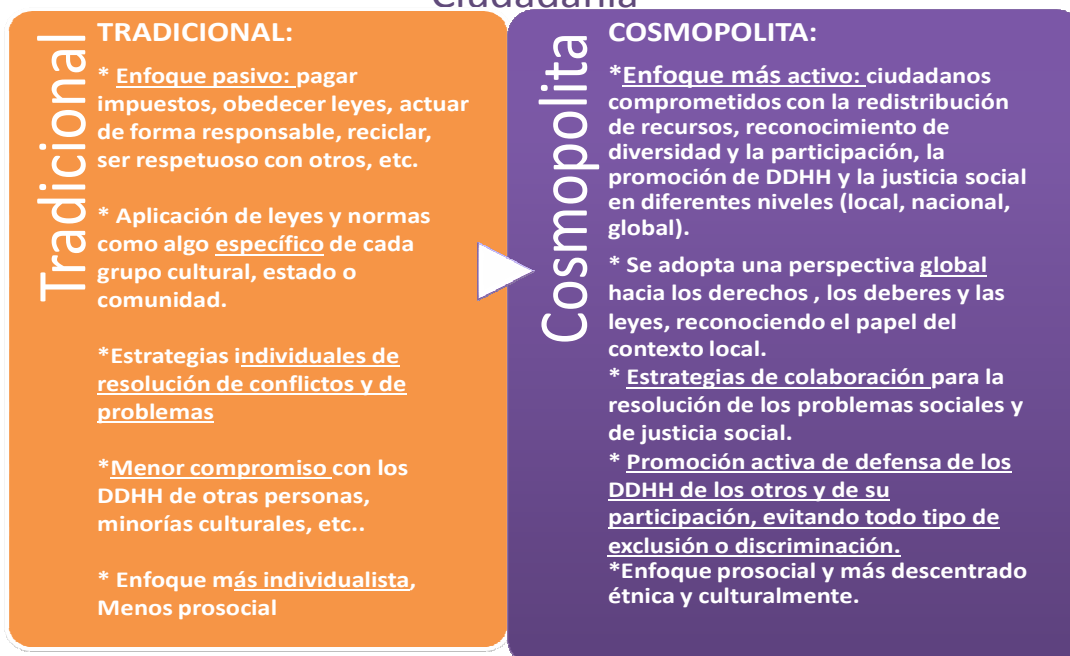 Ciudadanía
Tradicional
TRADICIONAL:
* Enfoque pasivo: pagar
impuestos, obedecer leyes, actuar
de forma responsable, reciclar,
ser respetuoso con otros, etc.
* Aplicación de leyes y normas
como algo específico de cada
grupo cultural, estado o
comunidad.
*Estrategias individuales de
resolución de conflictos y de
problemas
*Menor compromiso con los
DDHH de otras personas,
minorías culturales, etc..
* Enfoque más individualista,
Menos prosocial
Cosmopolita
COSMOPOLITA:
*Enfoque más activo: ciudadanos
comprometidos con la redistribución
de recursos, reconocimiento de
diversidad y la participación, la
promoción de DDHH y la justicia social
en diferentes niveles (local, nacional,
global).
* Se adopta una perspectiva global
hacia los derechos , los deberes y las
leyes, reconociendo el papel del
contexto local.
* Estrategias de colaboración para la
resolución de los problemas sociales y
de justicia social.
* Promoción activa de defensa de los
DDHH de los otros y de su
participación, evitando todo tipo de
exclusión o discriminación.
*Enfoque prosocial y más descentrado
étnica y culturalmente.